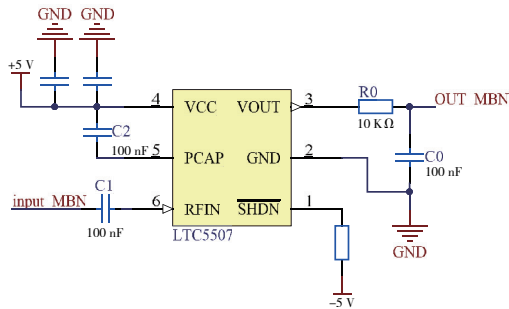 GND GND
+5 V
4 VCC VOUT 3 R0 OUT MBN
10 KΩ
C2
100 nF 5 PCAP GND 2 C0
100 nF
input MBN C1 6 RFIN SHDN 1
100 nF
LTC5507
GND
−5 V